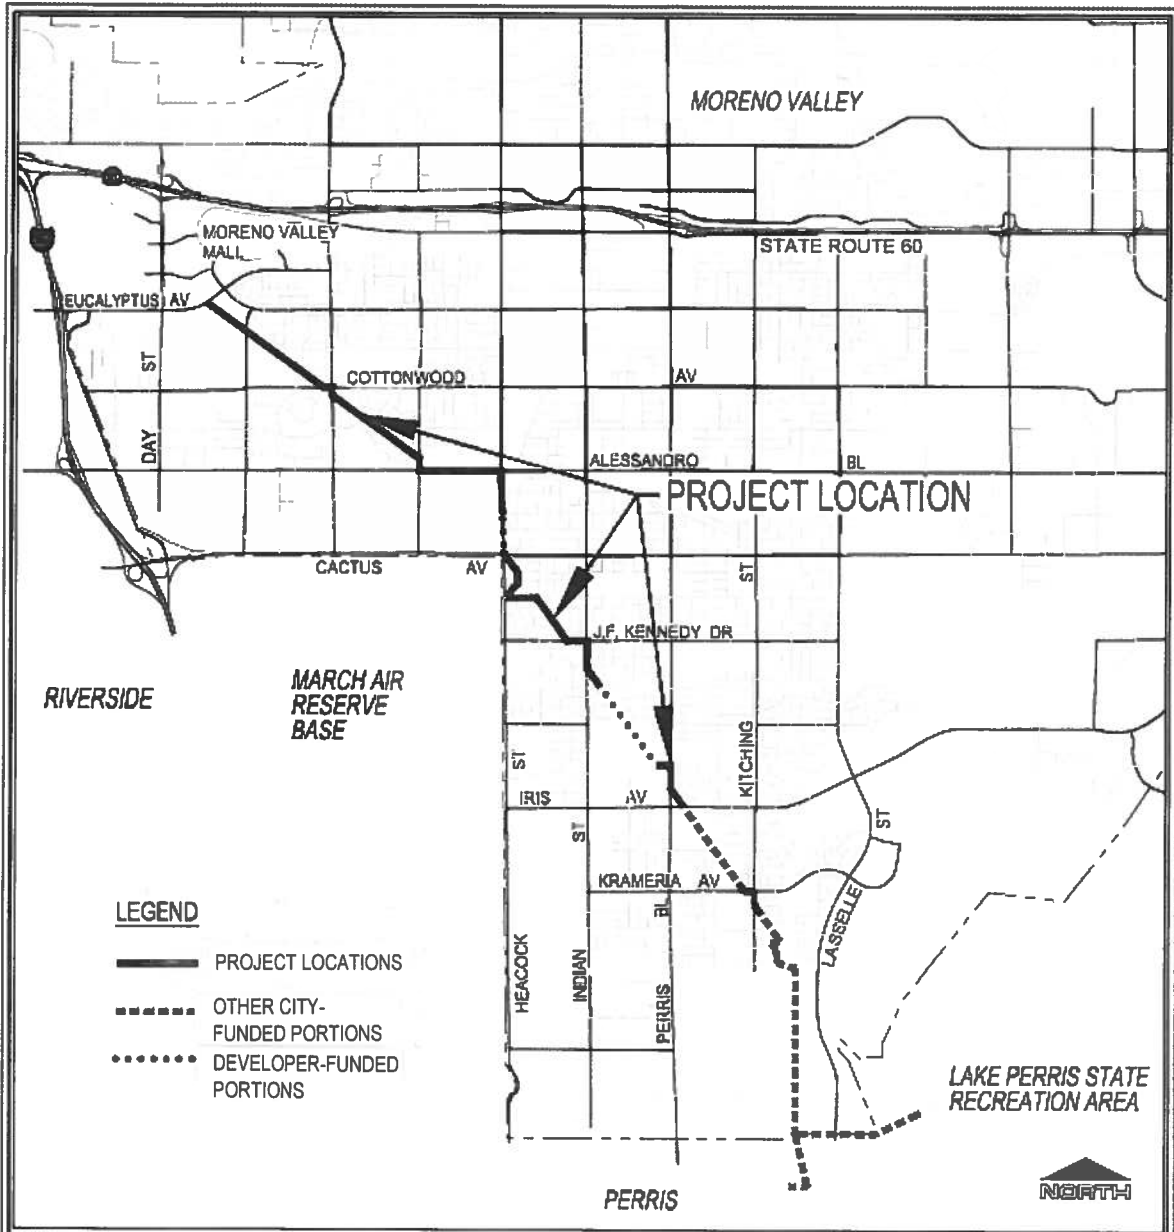 MORENO VALLEY
MORENO VALLEY
MALL
STATE ROUTE 60
EUCALYPTUS AV
DAY ST
COTTONWOOD AV
ALESSANDRO BL
PROJECT LOCATION
CACTUS AV
ST
J.F. KENNEDY DR
RIVERSIDE
MARCH AIR
RESERVE
BASE
KITCHING
ST
IRIS AV
ST
ST
KRAMERIA AV
BL
LASSELLE
HEACOCK
INDIAN
PERRIS
LEGEND
PROJECT LOCATIONS
OTHER CITY-
FUNDED PORTIONS
DEVELOPER-FUNDED
PORTIONS
LAKE PERRIS STATE
RECREATION AREA
PERRIS
NORTH